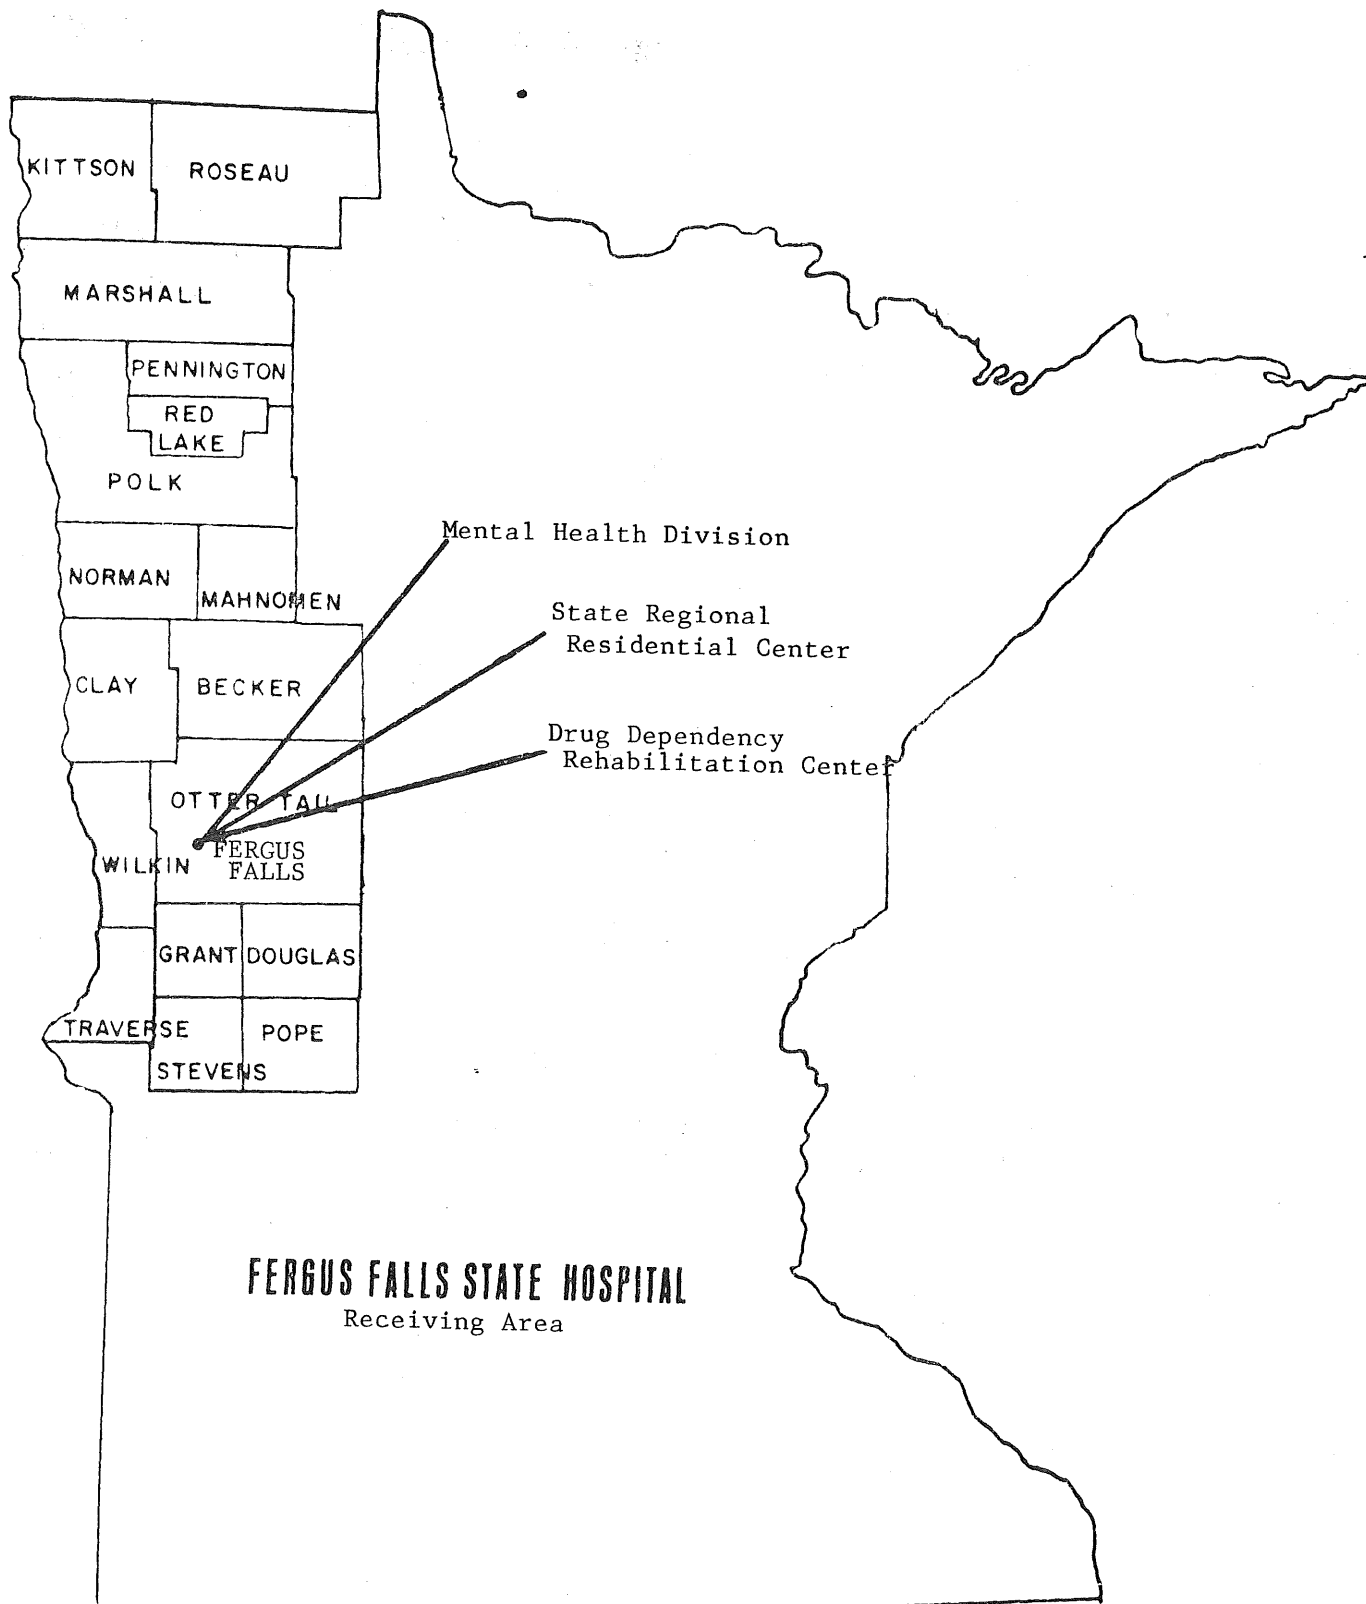 KITTSON
ROSEAU
MARSHALL
PENNINGTON
RED
LAKE
POLK
Mental Health Division
NORMAN
MAHNOMEN
State Regional
Residential Center
CLAY
BECKER
Drug Dependency
Rehabilitation Center
OTTER TAIL
WILKIN
FERGUS
FALLS
GRANT
DOUGLAS
TRAVERSE
POPE
STEVENS
FERGUS FALLS STATE HOSPITAL
Receiving Area